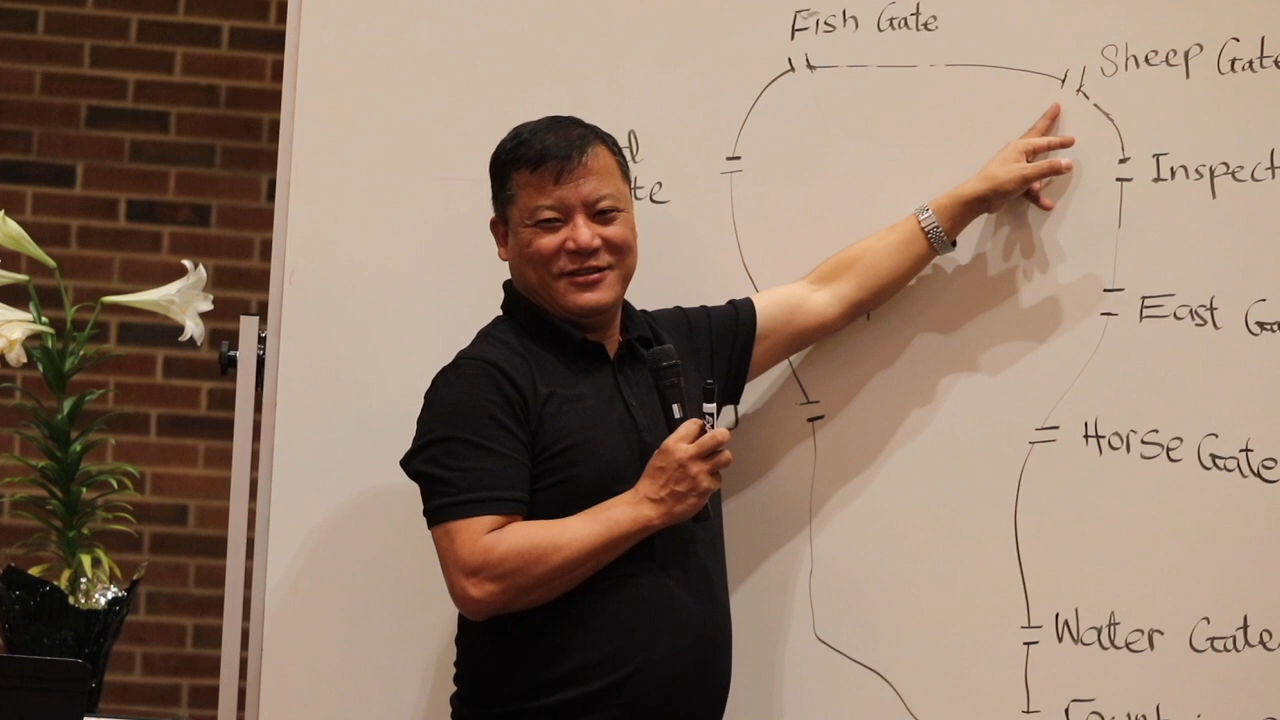 Fish Gate
Sheep Gate
Inspect
East G
Horse Gate
Water Gate